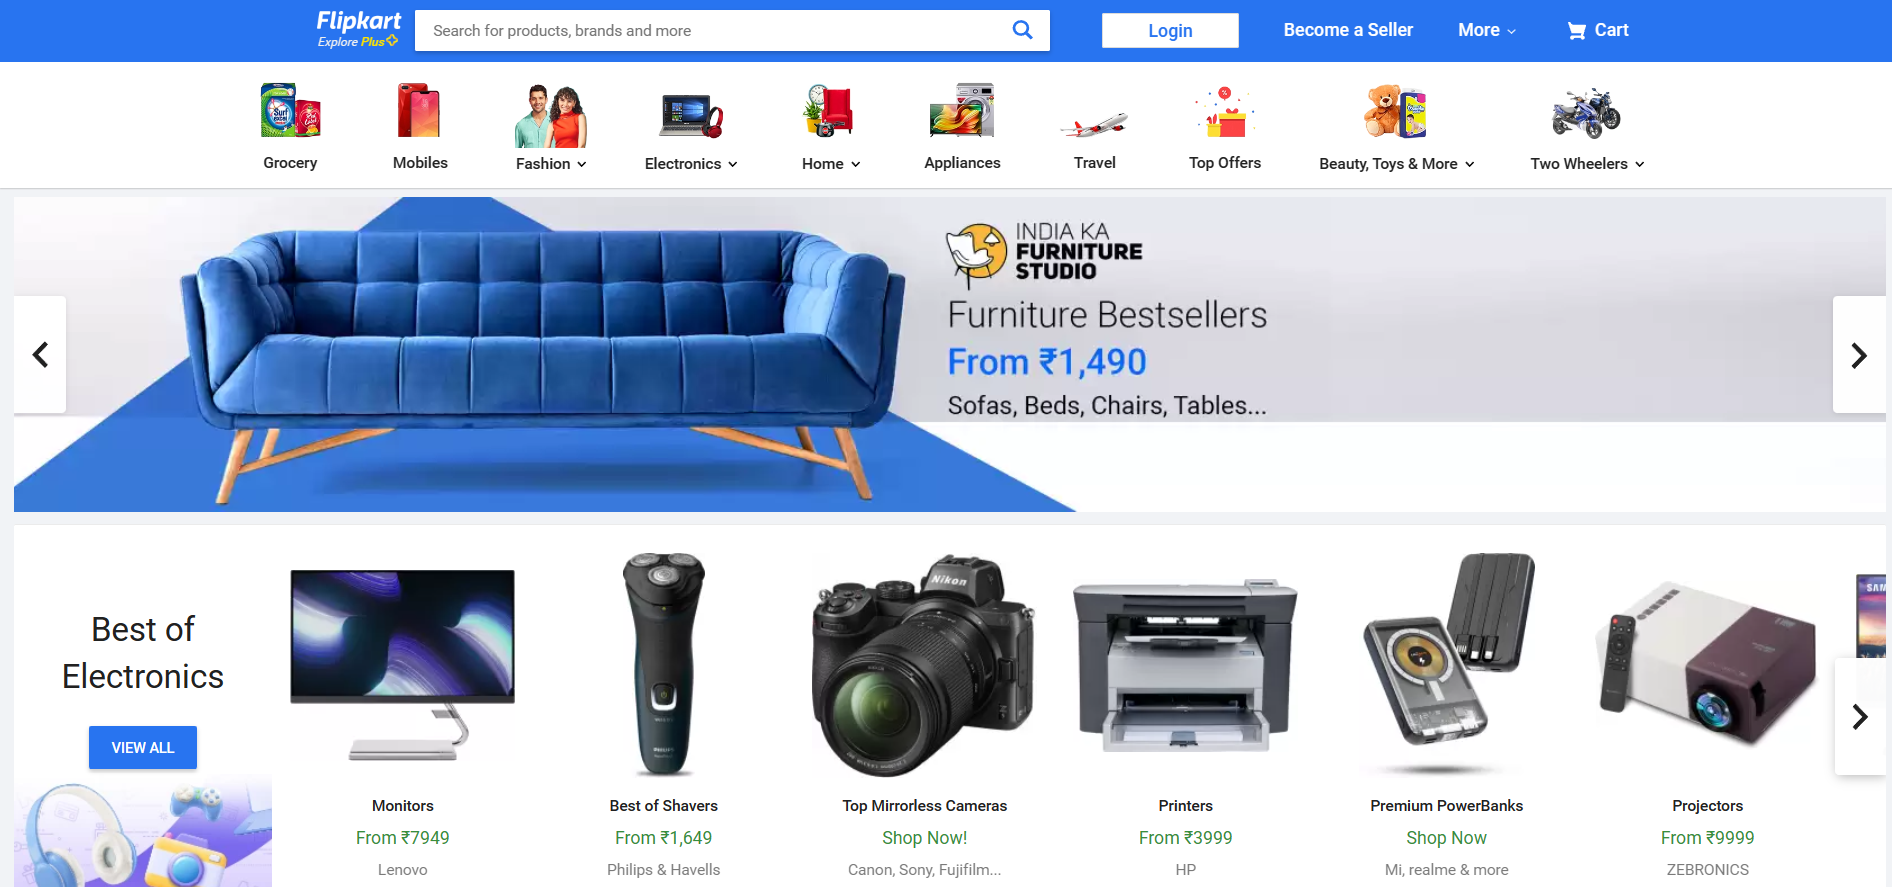 Flipkart
Explore Plus
Search for products, brands and more
Login
Become a Seller
More
Cart
Grocery
Mobiles
Fashion
Electronics
Home
Appliances
Travel
Top Offers
Beauty, Toys & More
Two Wheelers
INDIA KA
FURNITURE
STUDIO
Furniture Bestsellers
From ₹1,490
Sofas, Beds, Chairs, Tables...
Best of
Electronics
VIEW ALL
Nikon
Monitors
From ₹7949
Lenovo
Best of Shavers
From ₹1,649
Philips & Havells
Top Mirrorless Cameras
Shop Now!
Canon, Sony, Fujifilm...
Printers
From ₹3999
HP
Premium PowerBanks
Shop Now
Mi, realme & more
Projectors
From ₹9999
ZEBRONICS